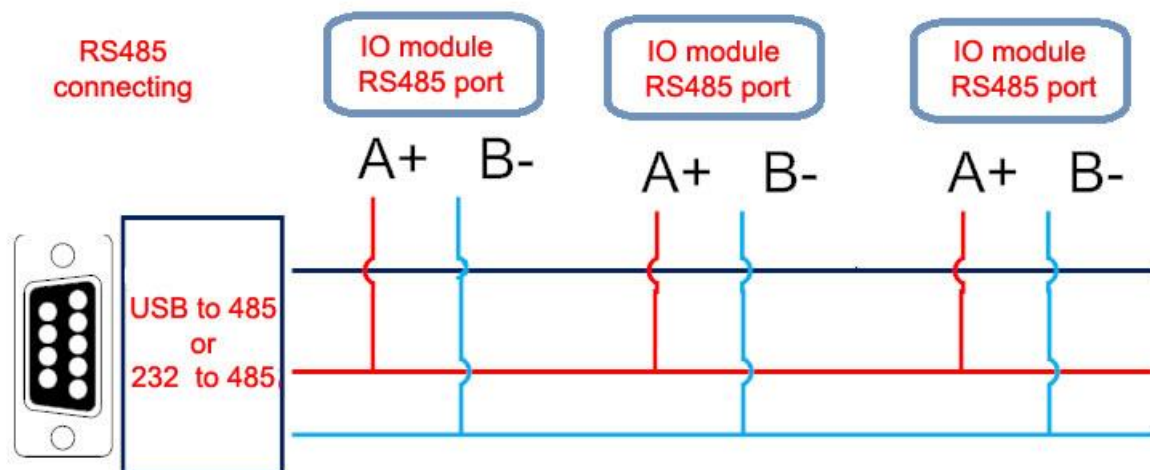 RS485
connecting
IO module
RS485 port
IO module
RS485 port
IO module
RS485 port
A+ B-
A+ B-
A+ B-
USB to 485
or
232 to 485